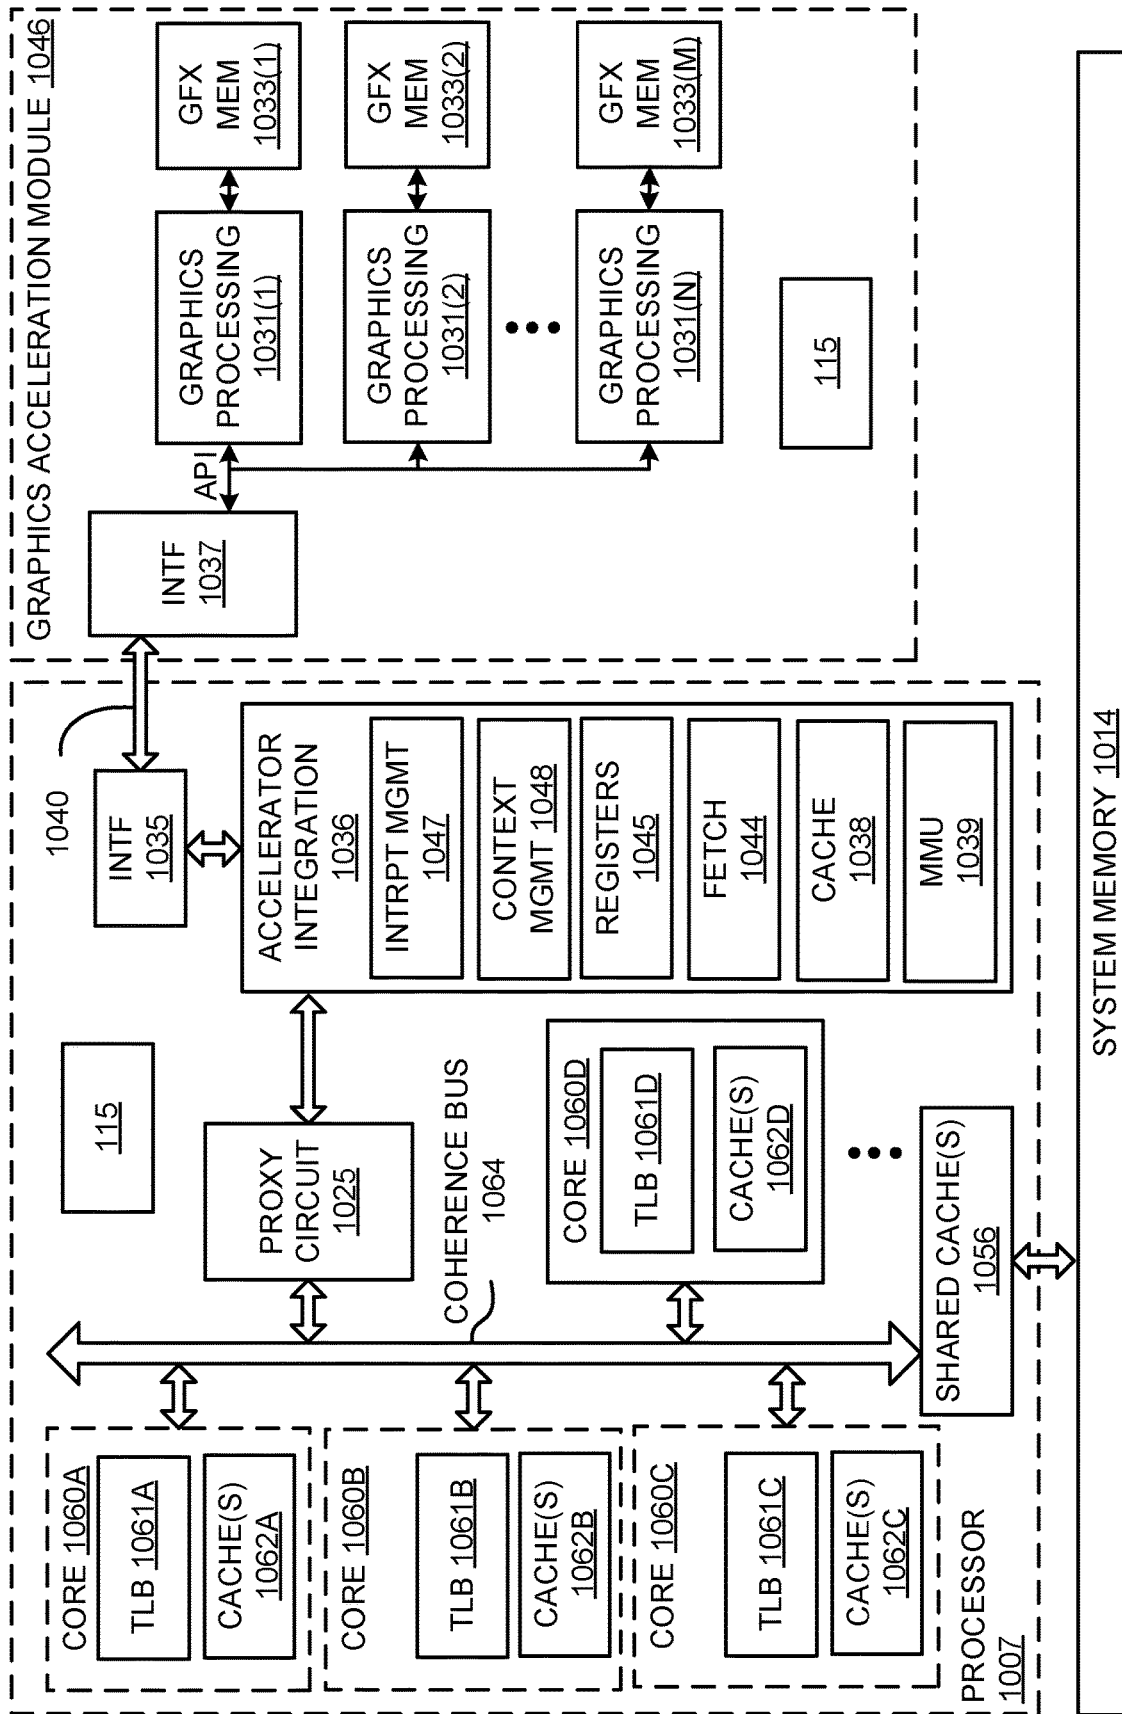 CORE 1060A
TLB 1061A
CACHE(S)
1062A
CORE 1060B
TLB 1061B
CACHE(S)
1062B
CORE 1060C
TLB 1061C
CACHE(S)
1062C
PROCESSOR
1007
115
PROXY
CIRCUIT
1025
COHERENCE BUS
1064
CORE 1060D
TLB 1061D
CACHE(S)
1062D
SHARED CACHE(S)
1056
1040
INTF
1035
ACCELERATOR
INTEGRATION
1036
INTRPT MGMT
1047
CONTEXT
MGMT 1048
REGISTERS
1045
FETCH
1044
CACHE
1038
MMU
1039
GRAPHICS ACCELERATION MODULE 1046
INTF
1037
API
GRAPHICS
PROCESSING
1031(1)
GFX
MEM
1033(1)
GRAPHICS
PROCESSING
1031(2)
GFX
MEM
1033(2)
GRAPHICS
PROCESSING
1031(N)
GFX
MEM
1033(M)
115
SYSTEM MEMORY 1014